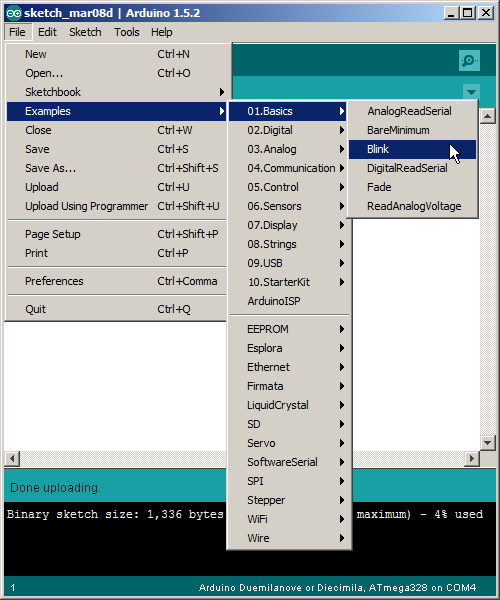 sketch_mar08d | Arduino 1.5.2
File Edit Sketch Tools Help
New Ctrl+N
Open... Ctrl+O
Sketchbook
Examples
Close Ctrl+W
Save Ctrl+S
Save As... Ctrl+Shift+S
Upload Ctrl+U
Upload Using Programmer Ctrl+Shift+U
Page Setup Ctrl+Shift+P
Print Ctrl+P
Preferences Ctrl+Comma
Quit Ctrl+Q
01.Basics
02.Digital
03.Analog
04.Communication
05.Control
06.Sensors
07.Display
08.Strings
09.USB
10.StarterKit
ArduinoISP
EEPROM
Esplora
Ethernet
Firmata
LiquidCrystal
SD
Servo
SoftwareSerial
SPI
Stepper
WiFi
Wire
AnalogReadSerial
BareMinimum
Blink
DigitalReadSerial
Fade
ReadAnalogVoltage
Done uploading.
Binary sketch size: 1,336 bytes maximum) - 4% used
1 Arduino Duemilanove or Diecimila, ATmega328 on COM4